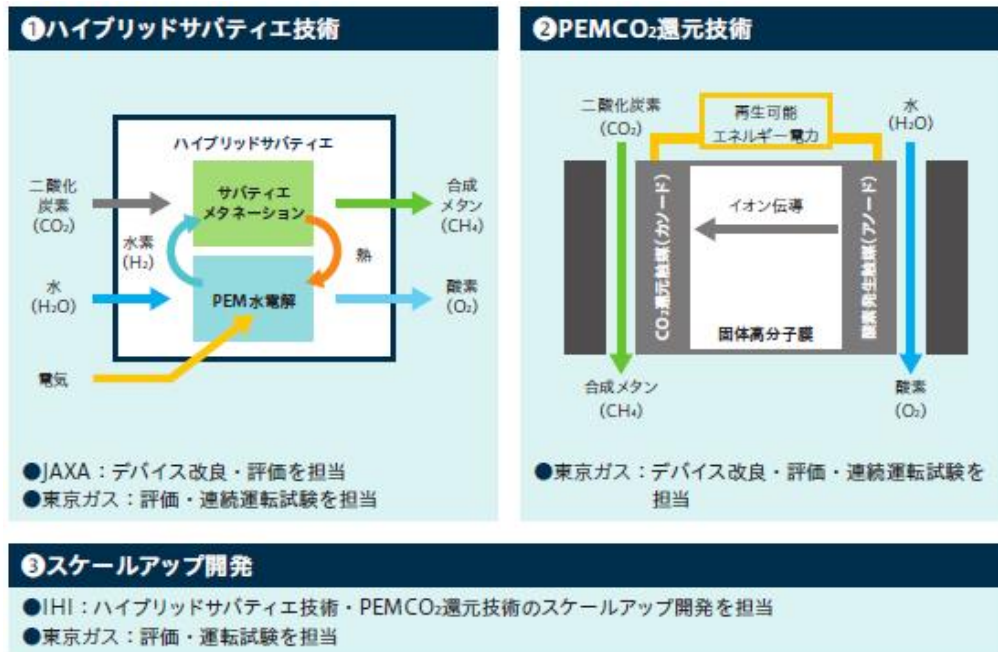 ❶ハイブリッドサバティエ技術
ハイブリッドサバティエ
二酸化
炭素
(CO₂)
サバティエ
メタネーション
合成
メタン
(CH₄)
水素
(H₂)
熱
水
(H₂O)
PEM水電解
酸素
(O₂)
電気
●JAXA:デバイス改良・評価を担当
●東京ガス:評価・連続運転試験を担当
❷PEMCO₂還元技術
二酸化炭素
(CO₂)
再生可能
エネルギー電力
水
(H₂O)
CO₂還元触媒(カソード)
イオン伝導
酸素発生触媒(アノード)
固体高分子膜
合成メタン
(CH₄)
酸素
(O₂)
●東京ガス:デバイス改良・評価・連続運転試験を
担当
❸スケールアップ開発
●IHI:ハイブリッドサバティエ技術・PEMCO₂還元技術のスケールアップ開発を担当
●東京ガス:評価・運転試験を担当